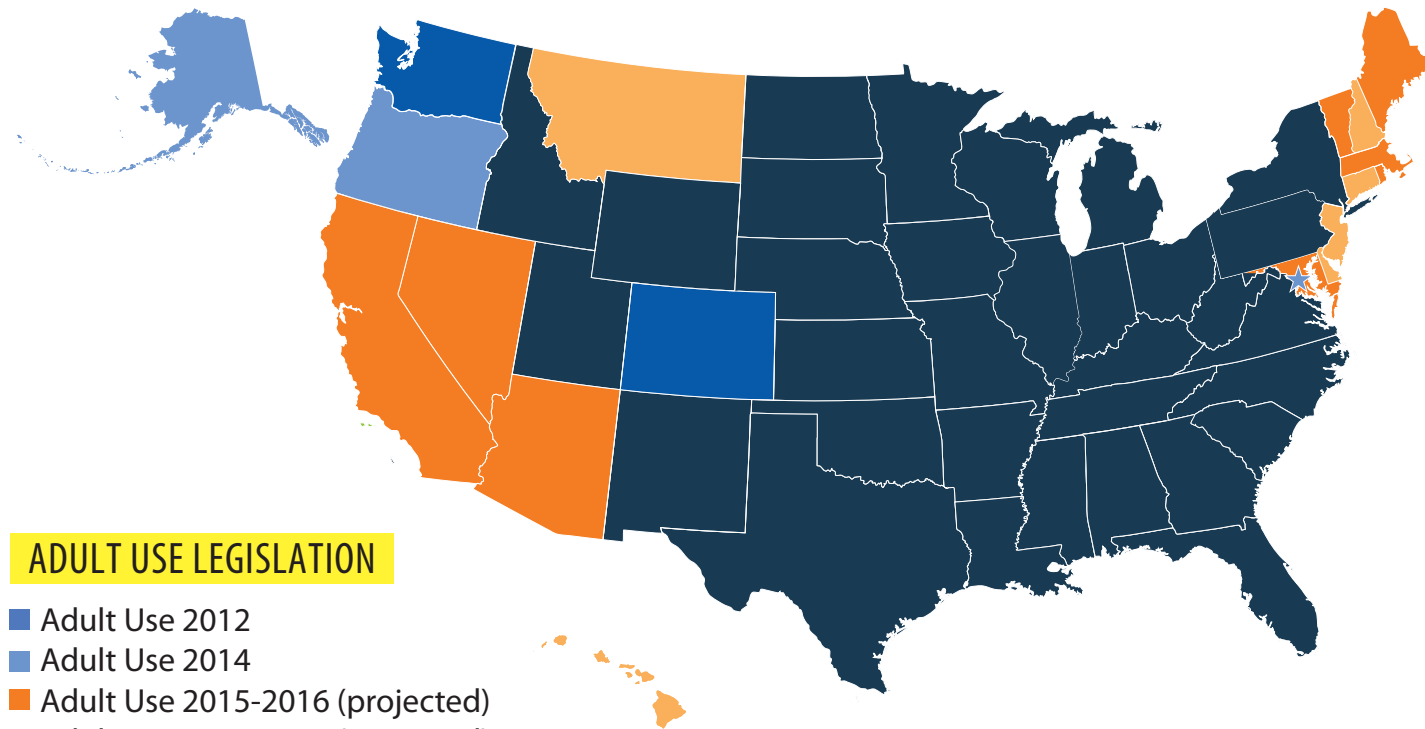 ADULT USE LEGISLATION
Adult Use 2012
Adult Use 2014
Adult Use 2015-2016 (projected)